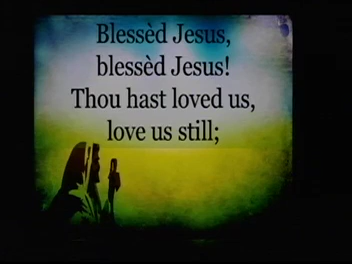 Blessèd Jesus,
blessèd Jesus!
Thou hast loved us,
love us still;